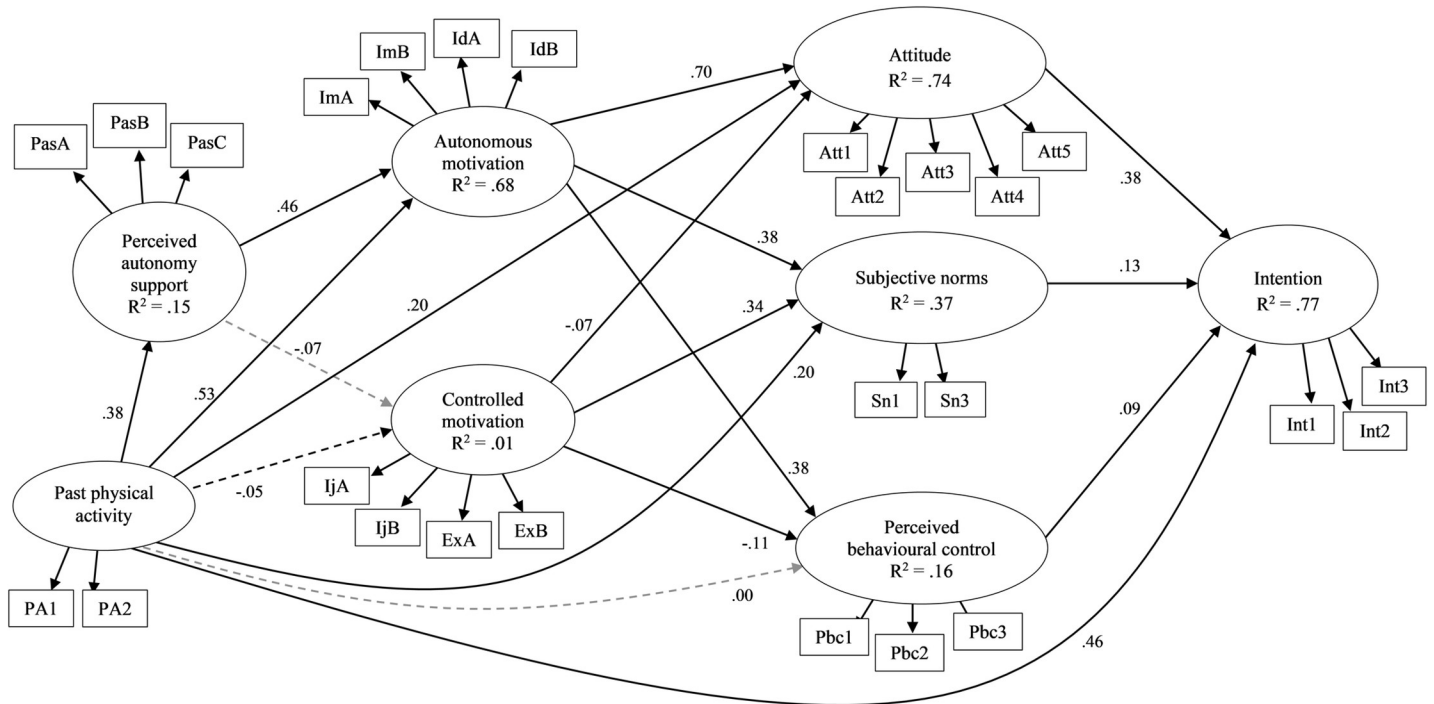 ImA
ImB
IdA
IdB
PasA
PasB
PasC
Autonomous
motivation
R² = .68
Attitude
R² = .74
Att1
Att2
Att3
Att4
Att5
.70
.38
.46
Perceived
autonomy
support
R² = .15
.38
Subjective norms
R² = .37
.13
Intention
R² = .77
.20
-.07
.34
-.07
.20
Sn1
Sn3
Int1
Int2
Int3
.38
.53
Controlled
motivation
R² = .01
.09
Past physical
activity
-.05
IjA
IjB
ExA
ExB
.38
-.11
Perceived
behavioural control
R² = .16
.00
PA1
PA2
Pbc1
Pbc2
Pbc3
.46